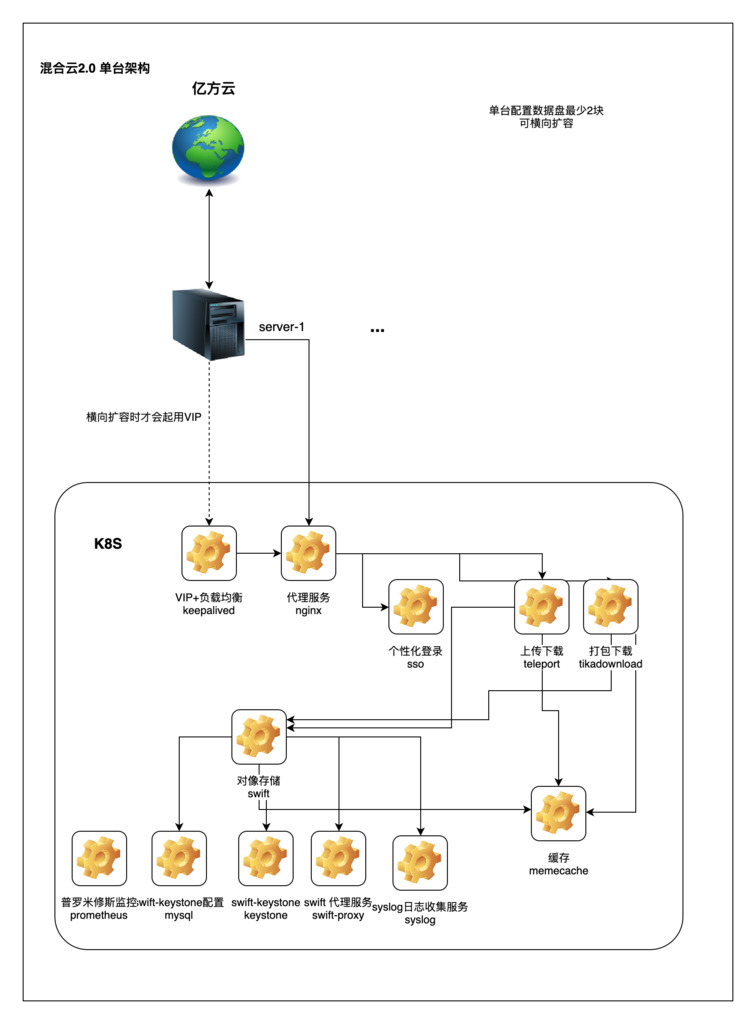 混合云2.0 单台架构
亿方云
单台配置数据盘最少2块
可横向扩容
server-1
...
横向扩容时才会起用VIP
K8S
VIP+负载均衡
keepalived
代理服务
nginx
个性化登录
sso
上传下载
teleport
打包下载
tikadownload
对像存储
swift
缓存
memecache
普罗米修斯监控
prometheus
wift-keystone配置
mysql
swift-keystone
keystone
swift 代理服务
swift-proxy
syslog日志收集服务
syslog